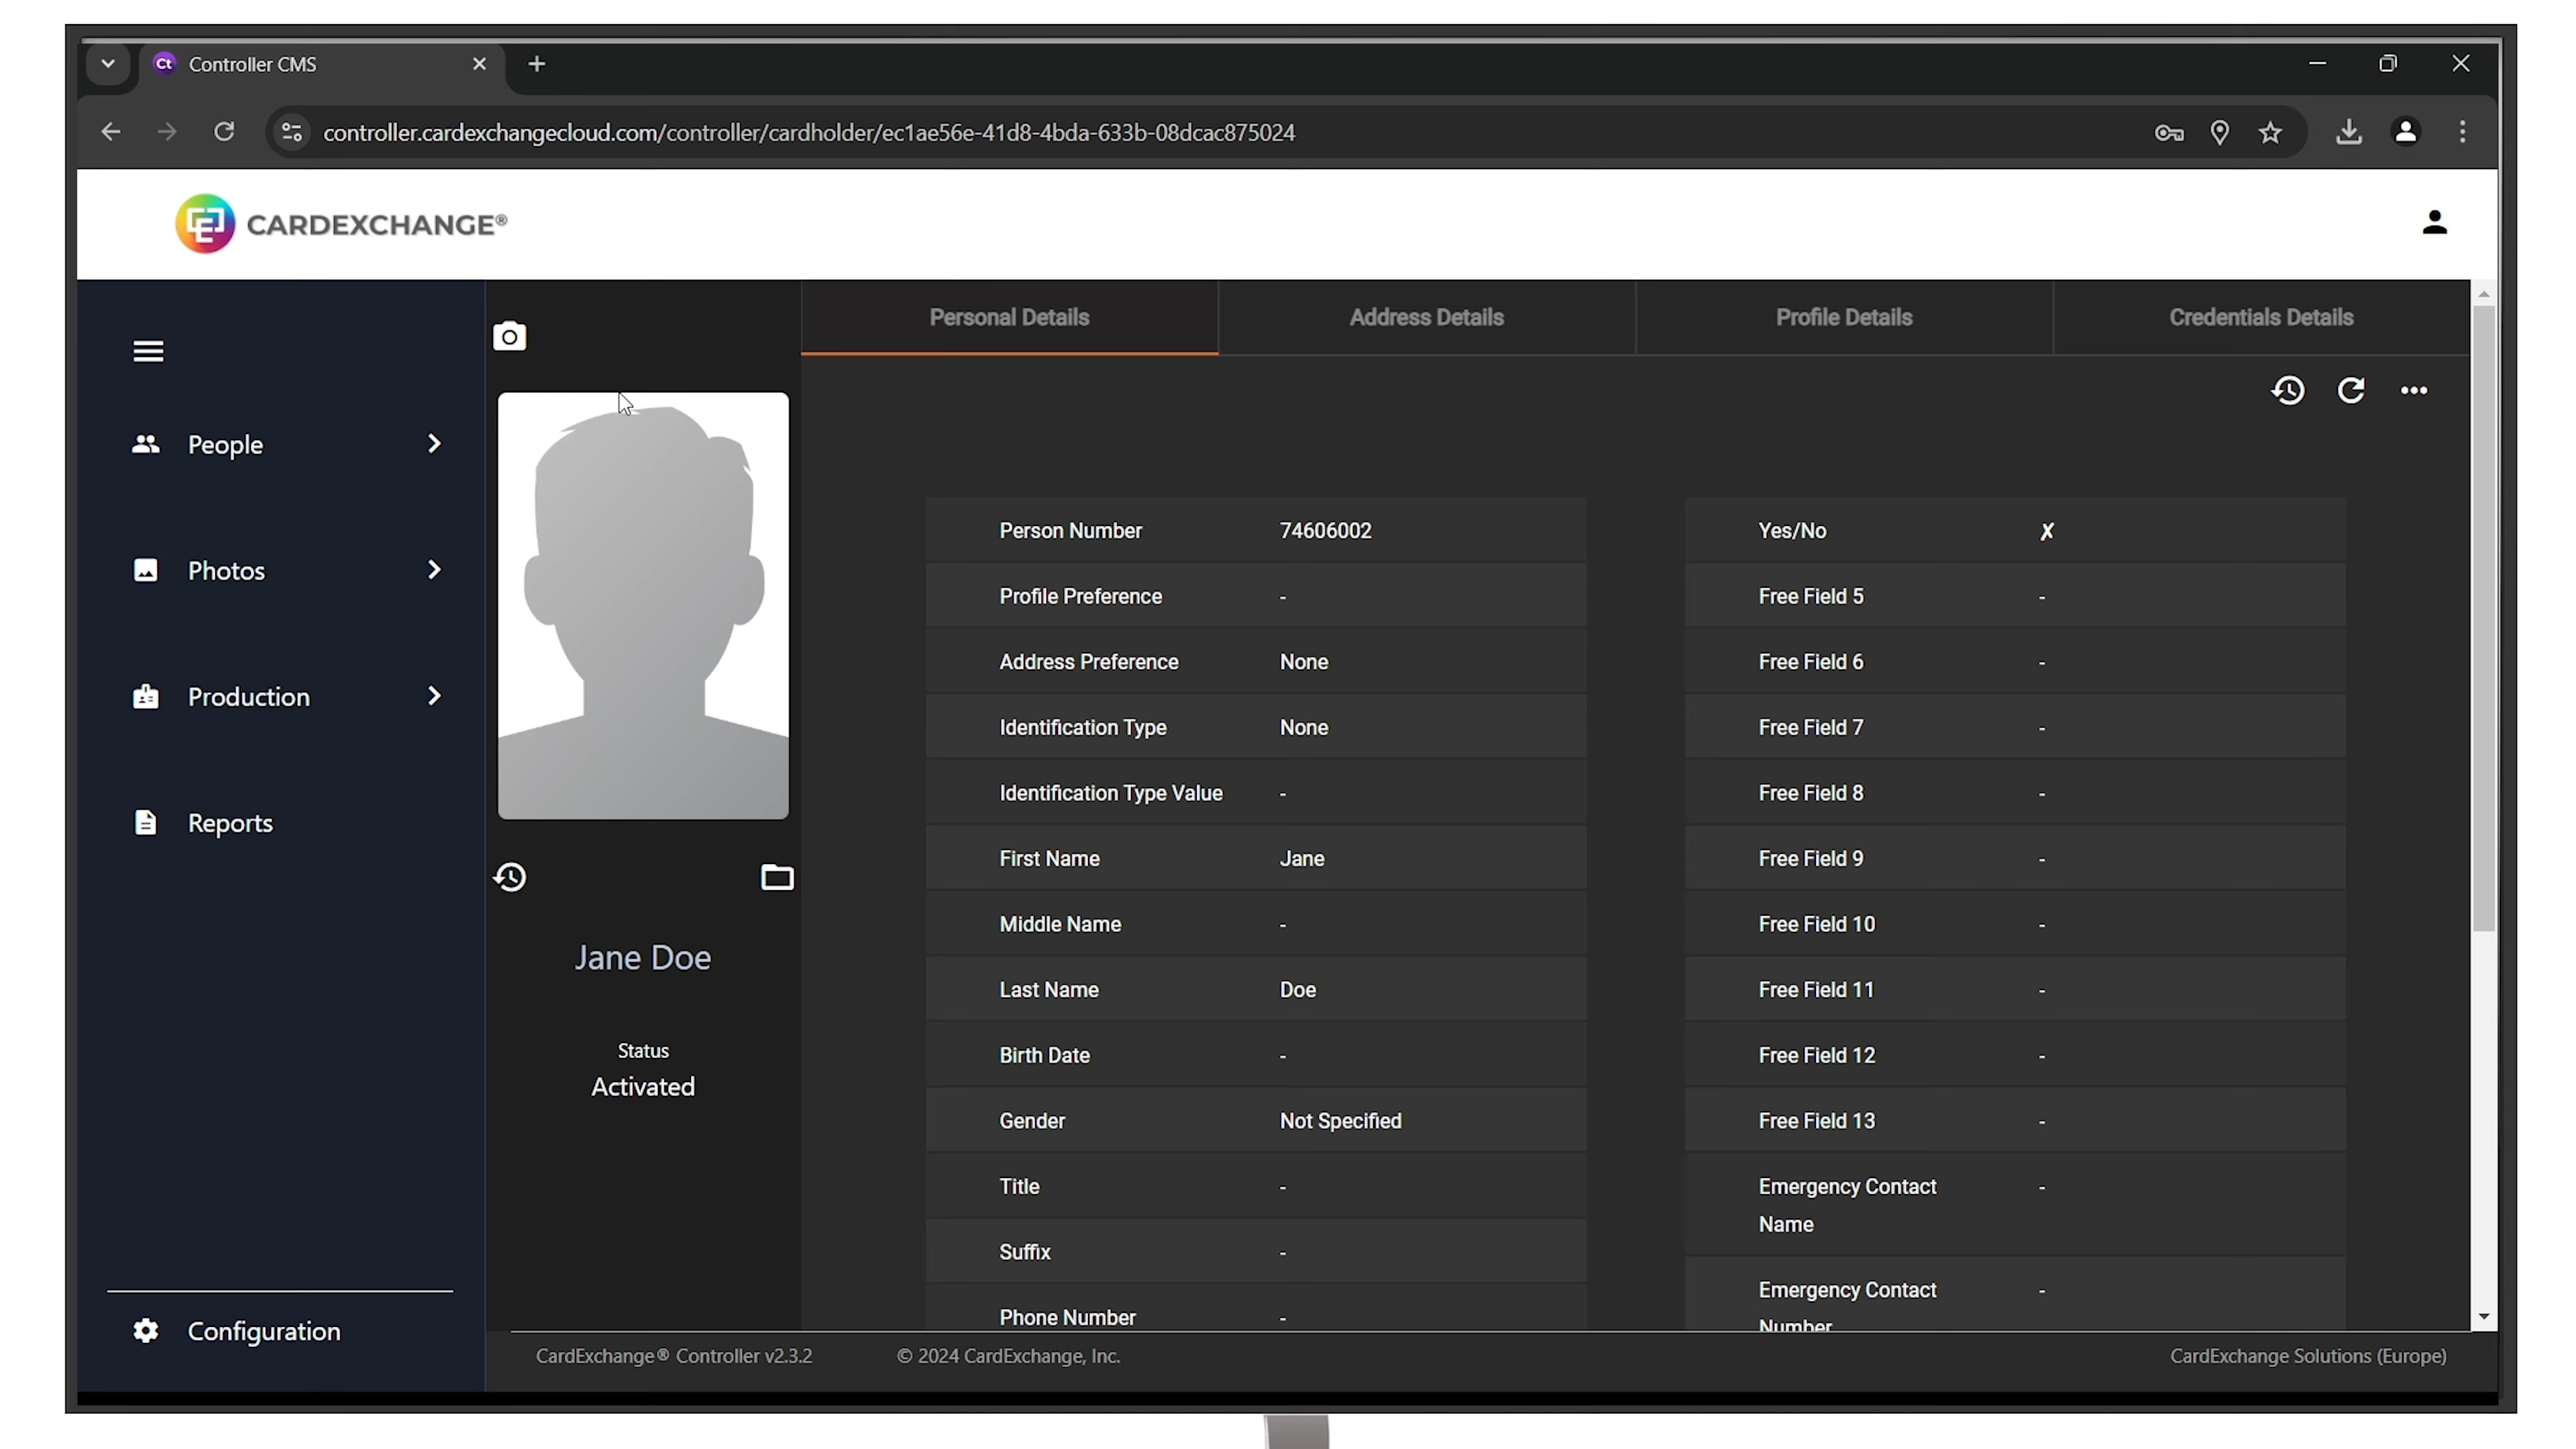 Ct Controller CMS
controller.cardexchangecloud.com/controller/cardholder/ec1ae56e-41d8-4bda-633b-08dcac875024
CARDEXCHANGE®
People
Photos
Production
Reports
Configuration
Jane Doe
Status
Activated
Personal Details
Address Details
Profile Details
Credentials Details
Person Number 74606002
Profile Preference -
Address Preference None
Identification Type None
Identification Type Value -
First Name Jane
Middle Name -
Last Name Doe
Birth Date -
Gender Not Specified
Title -
Suffix -
Phone Number -
Yes/No ✗
Free Field 5 -
Free Field 6 -
Free Field 7 -
Free Field 8 -
Free Field 9 -
Free Field 10 -
Free Field 11 -
Free Field 12 -
Free Field 13 -
Emergency Contact -
Name
Emergency Contact -
Number
CardExchange® Controller v2.3.2
© 2024 CardExchange, Inc.
CardExchange Solutions (Europe)